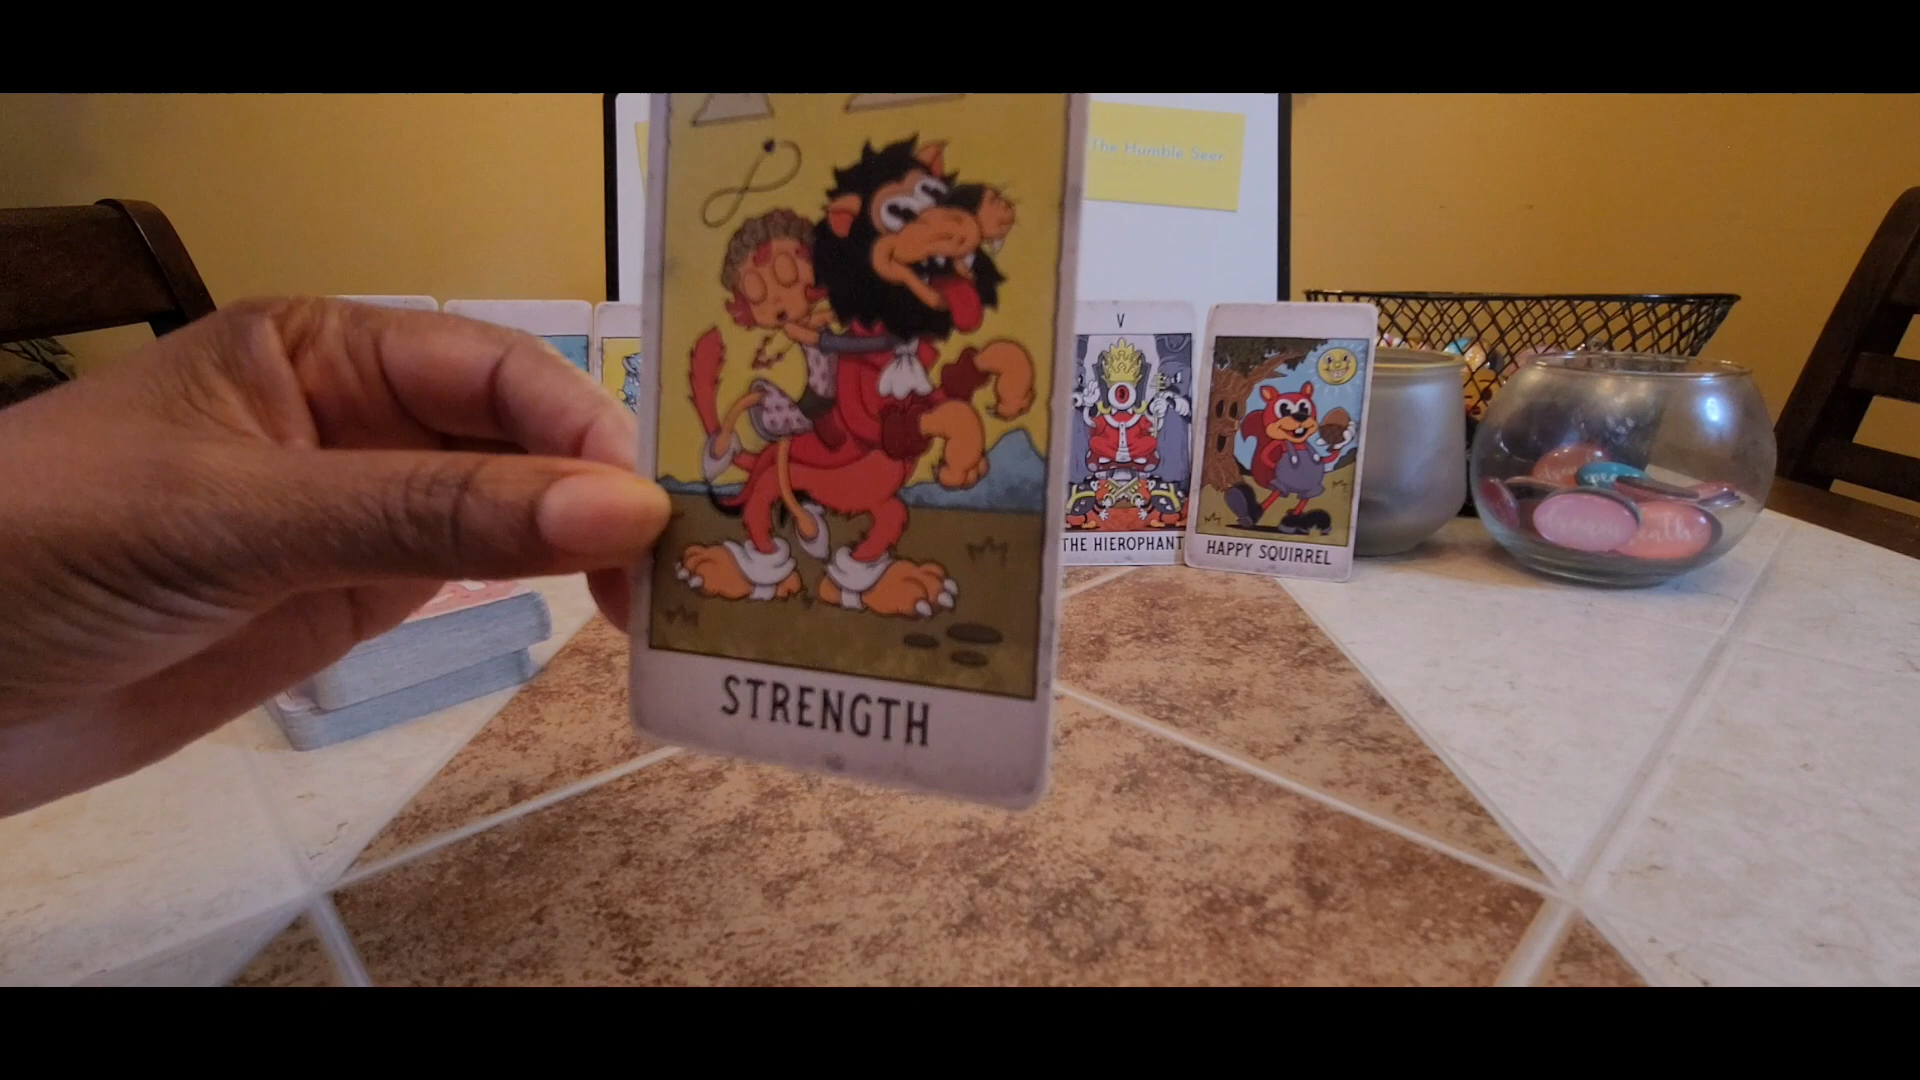 The Humble Seer
V
THE HIEROPHANT
HAPPY SQUIRREL
STRENGTH